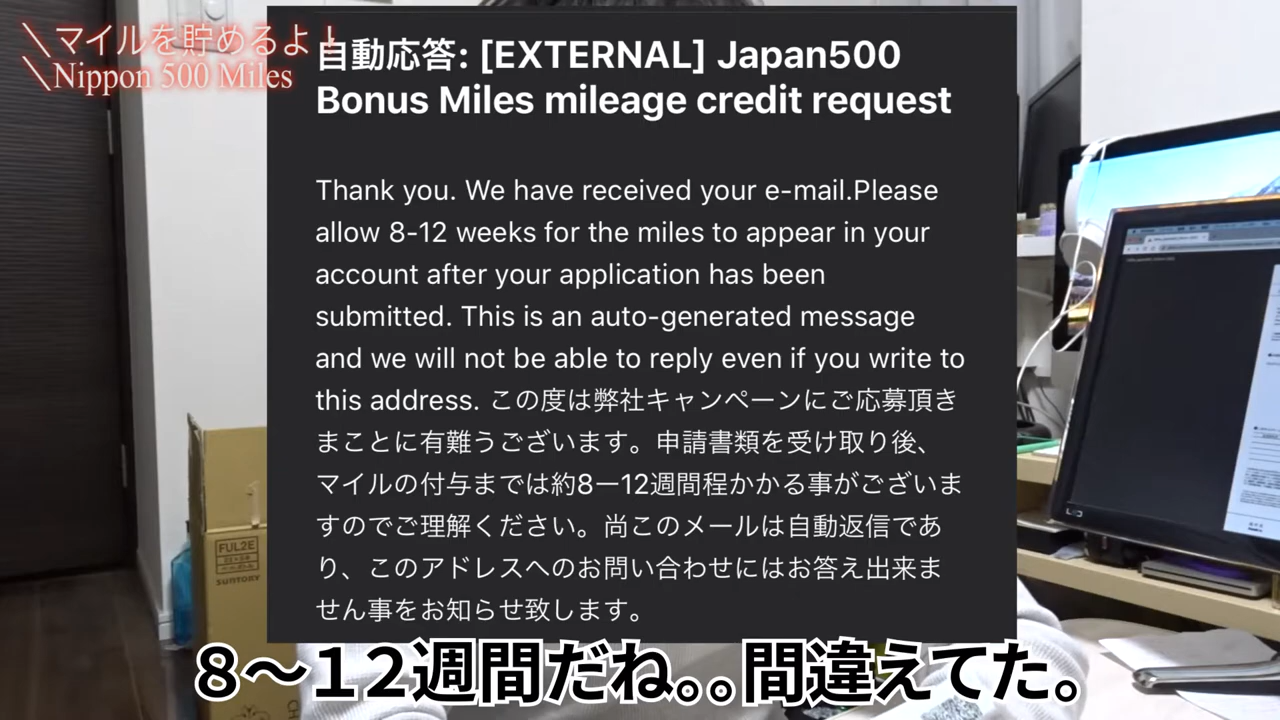 ＼マイルを貯めるよ！
＼Nippon 500 Miles
自動応答: [EXTERNAL] Japan500
Bonus Miles mileage credit request
Thank you. We have received your e-mail.Please
allow 8-12 weeks for the miles to appear in your
account after your application has been
submitted. This is an auto-generated message
and we will not be able to reply even if you write to
this address. この度は弊社キャンペーンにご応募頂き
まことに有難うございます。申請書類を受け取り後、
マイルの付与までは約8ー12週間程かかる事がございま
すのでご理解ください。尚このメールは自動返信であ
り、このアドレスへのお問い合わせにはお答え出来ま
せん事をお知らせ致します。
FUL2E
SUNTORY
８〜１２週間だね。。間違えてた。